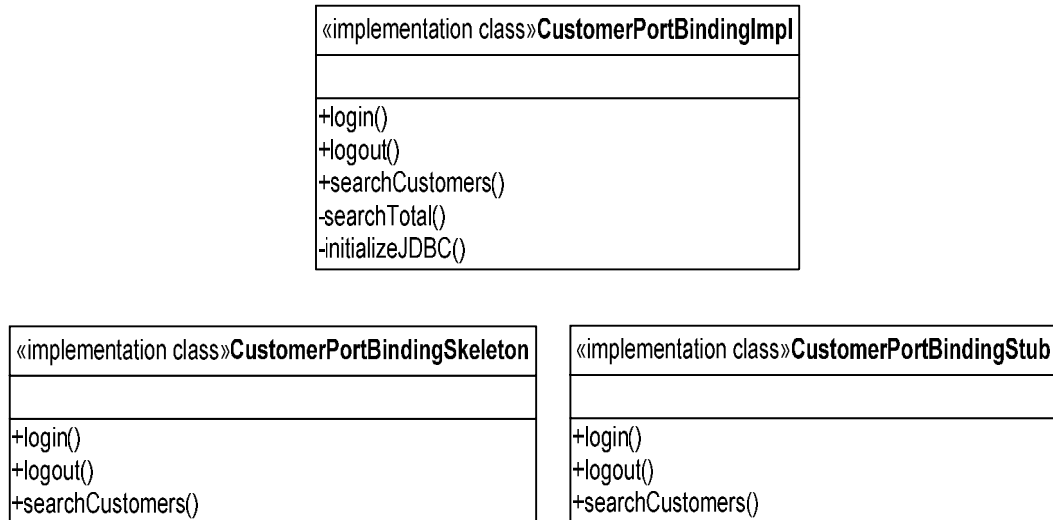 «implementation class»CustomerPortBindingImpl
+login()
+logout()
+searchCustomers()
-searchTotal()
-initializeJDBC()
«implementation class»CustomerPortBindingSkeleton
+login()
+logout()
+searchCustomers()
«implementation class»CustomerPortBindingStub
+login()
+logout()
+searchCustomers()